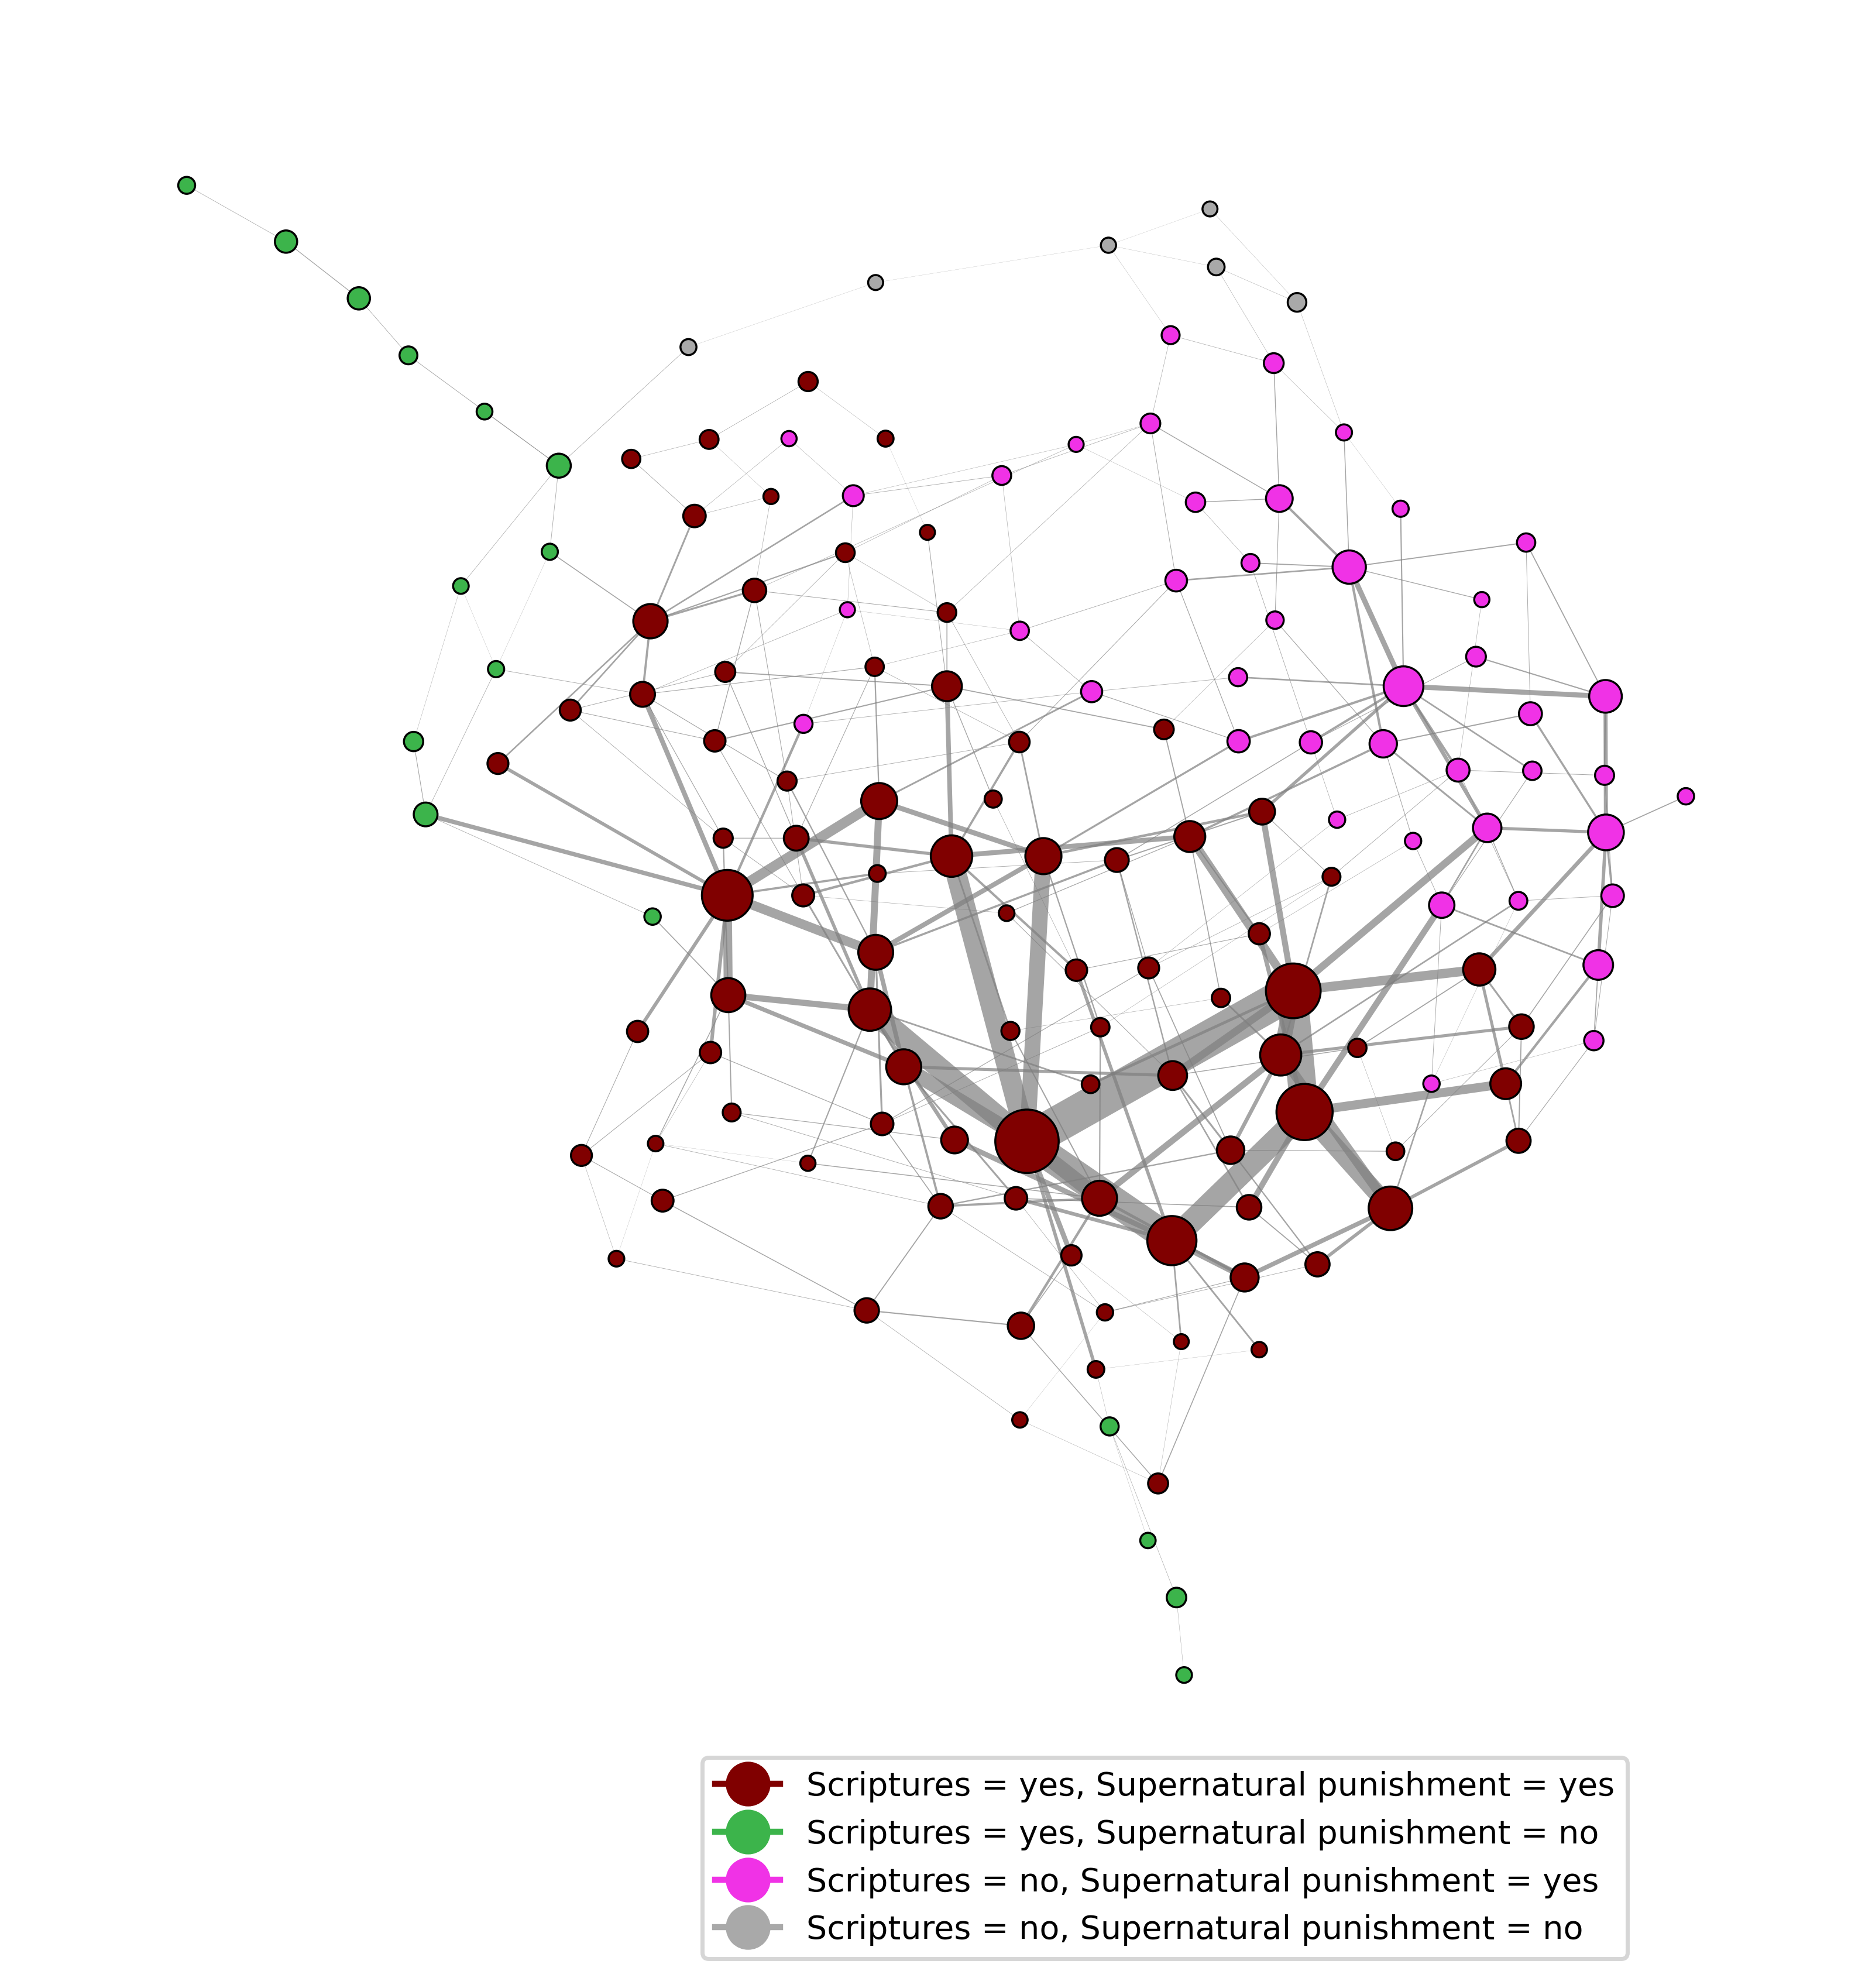 Scriptures = yes, Supernatural punishment = yes
Scriptures = yes, Supernatural punishment = no
Scriptures = no, Supernatural punishment = yes
Scriptures = no, Supernatural punishment = no